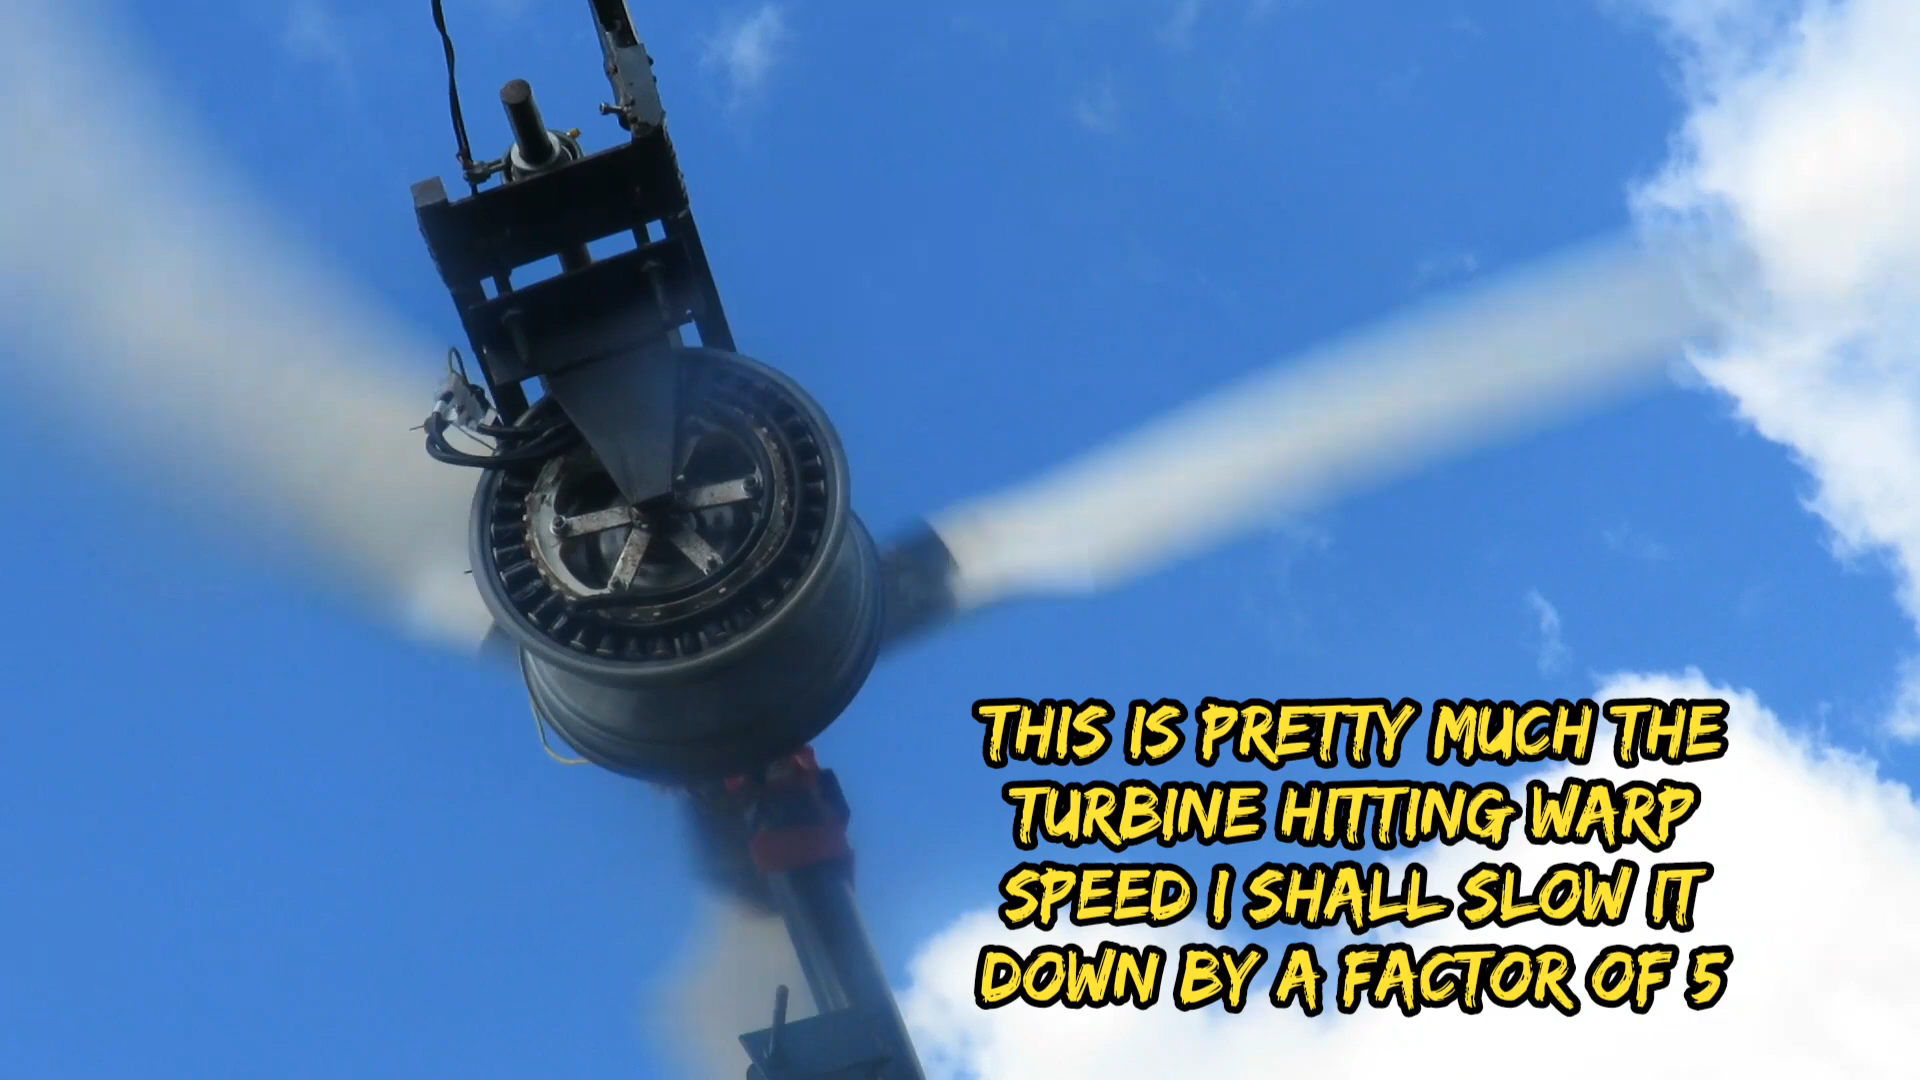 THIS IS PRETTY MUCH THE
TURBINE HITTING WARP
SPEED I SHALL SLOW IT
DOWN BY A FACTOR OF 5